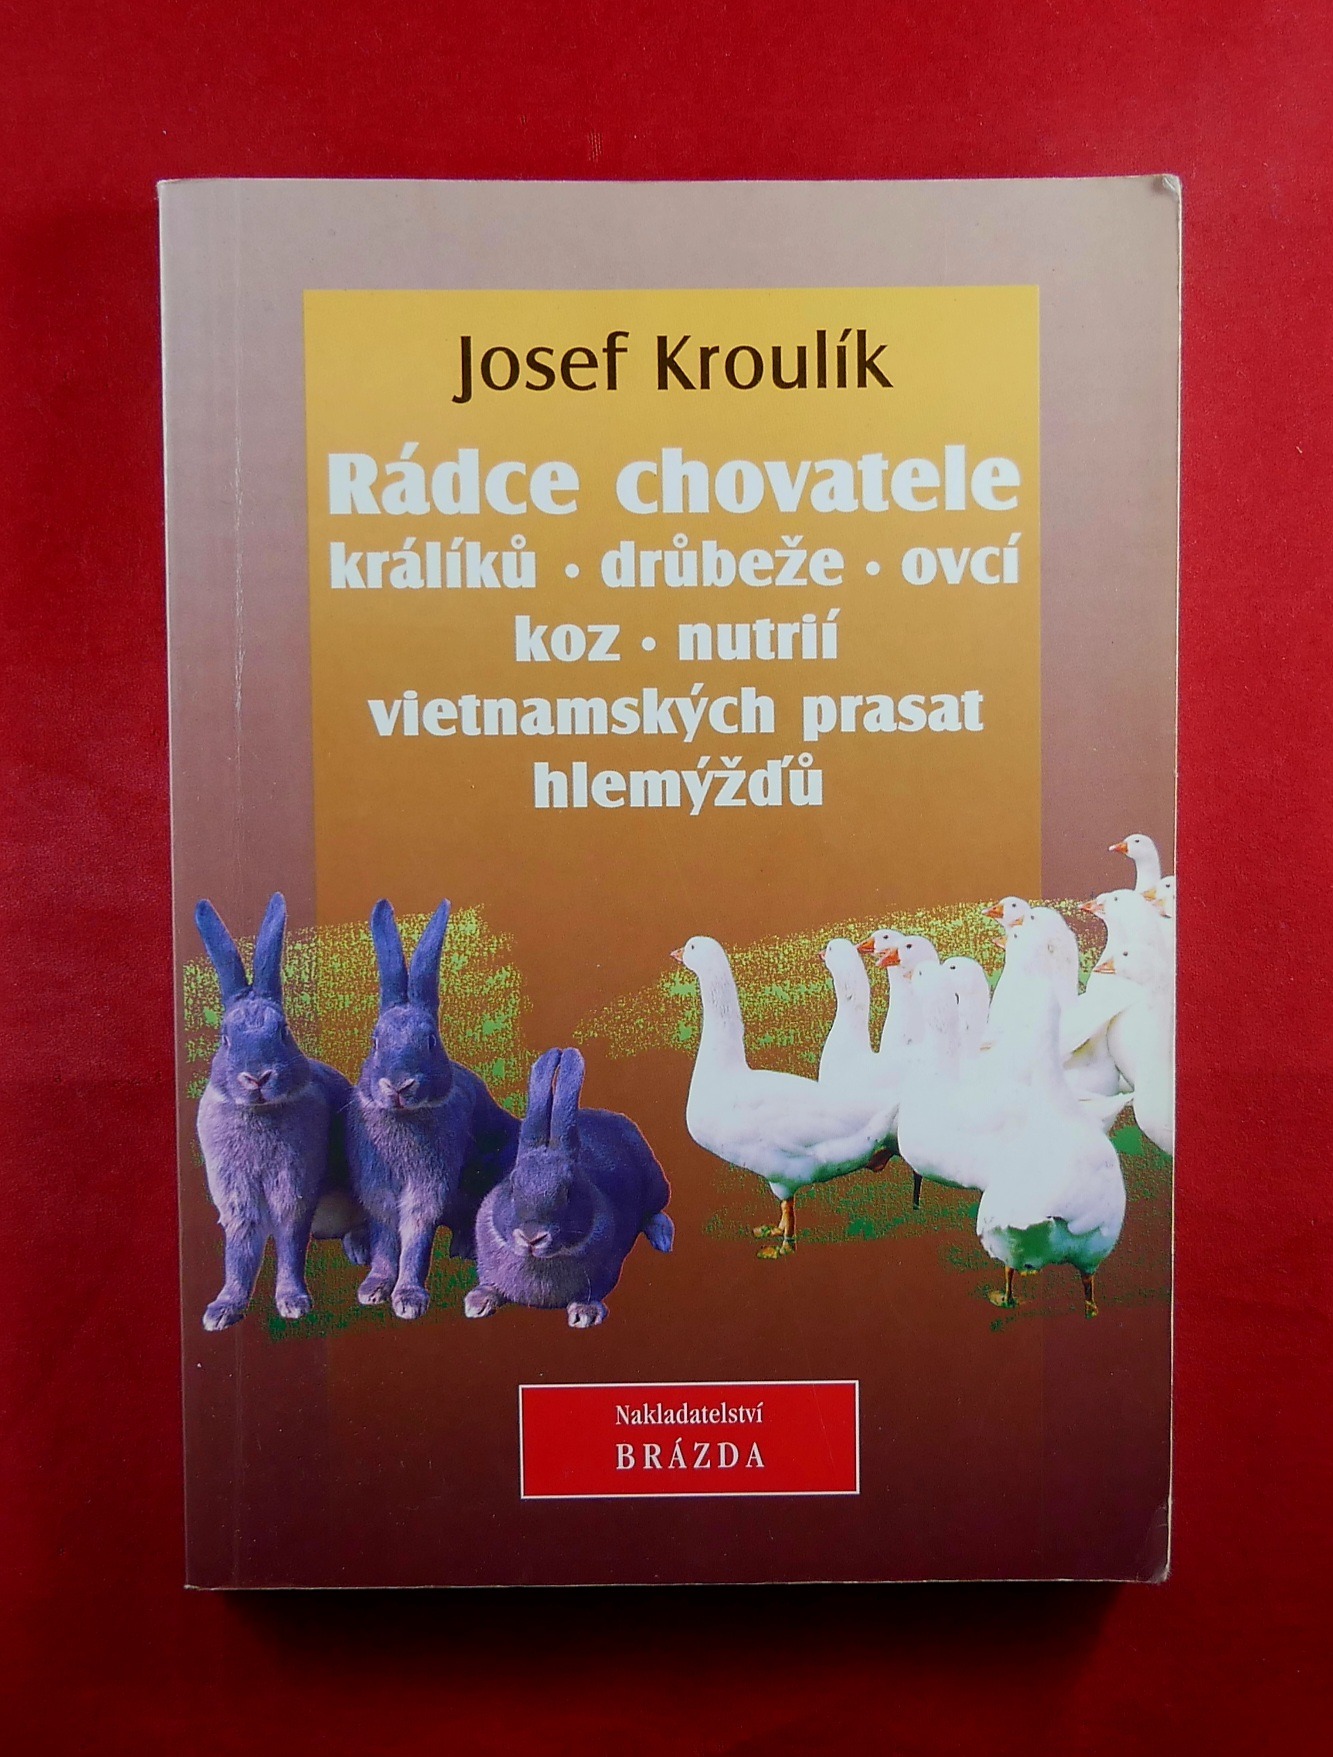 Josef Kroulík
Rádce chovatele
králíků • drůbeže • ovcí
koz • nutrií
vietnamských prasat
hlemýžďů
Nakladatelství
BRÁZDA